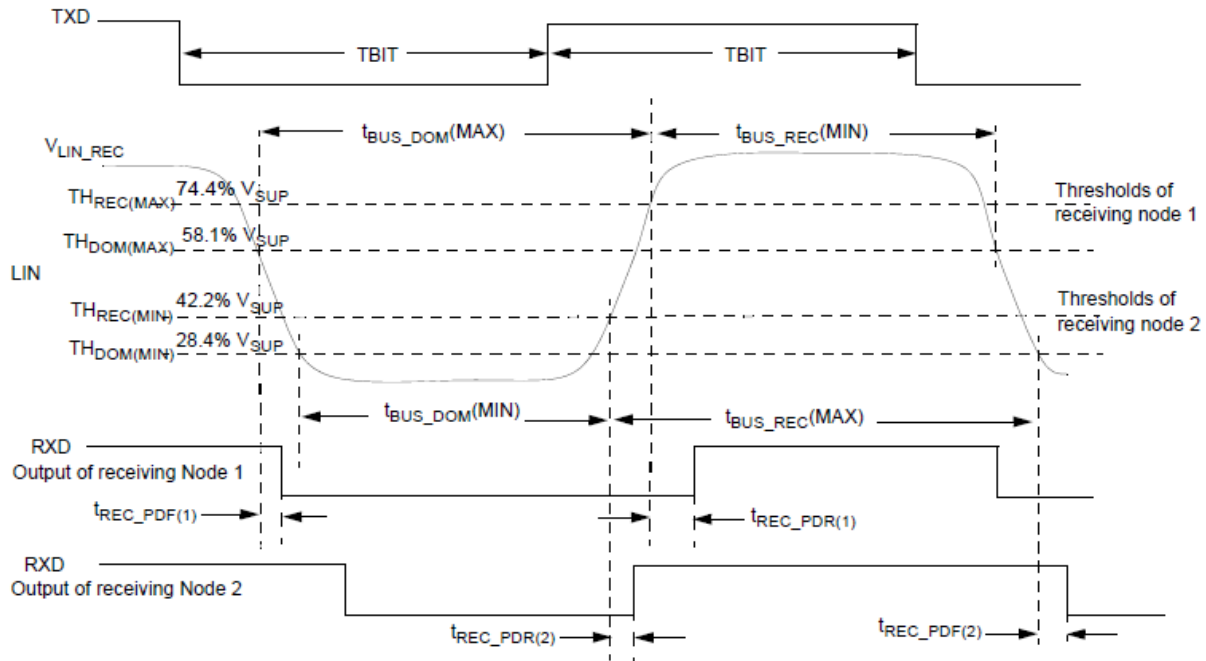 TXD
TBIT
TBIT
tBUS_DOM(MAX)
tBUS_REC(MIN)
VLIN_REC
THREC(MAX) 74.4% VSUP
Thresholds of
receiving node 1
THDOM(MAX) 58.1% VSUP
LIN
THREC(MIN) 42.2% VSUP
Thresholds of
receiving node 2
THDOM(MIN) 28.4% VSUP
tBUS_DOM(MIN)
tBUS_REC(MAX)
RXD
Output of receiving Node 1
tREC_PDF(1)
tREC_PDR(1)
RXD
Output of receiving Node 2
tREC_PDR(2)
tREC_PDF(2)